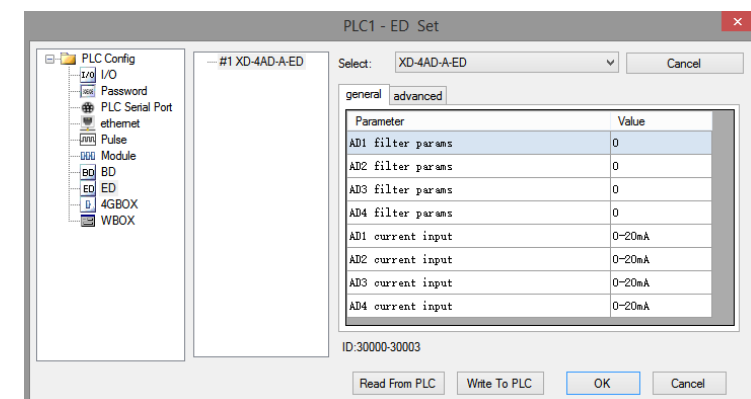 PLC1 - ED Set
×
PLC Config
I/O I/O
Password
PLC Serial Port
ethernet
Pulse
Module
BD BD
ED ED
4GBOX
WBOX
#1 XD-4AD-A-ED
Select: XD-4AD-A-ED Cancel
general advanced
Parameter Value
AD1 filter params 0
AD2 filter params 0
AD3 filter params 0
AD4 filter params 0
AD1 current input 0-20mA
AD2 current input 0-20mA
AD3 current input 0-20mA
AD4 current input 0-20mA
ID:30000-30003
Read From PLC Write To PLC OK Cancel